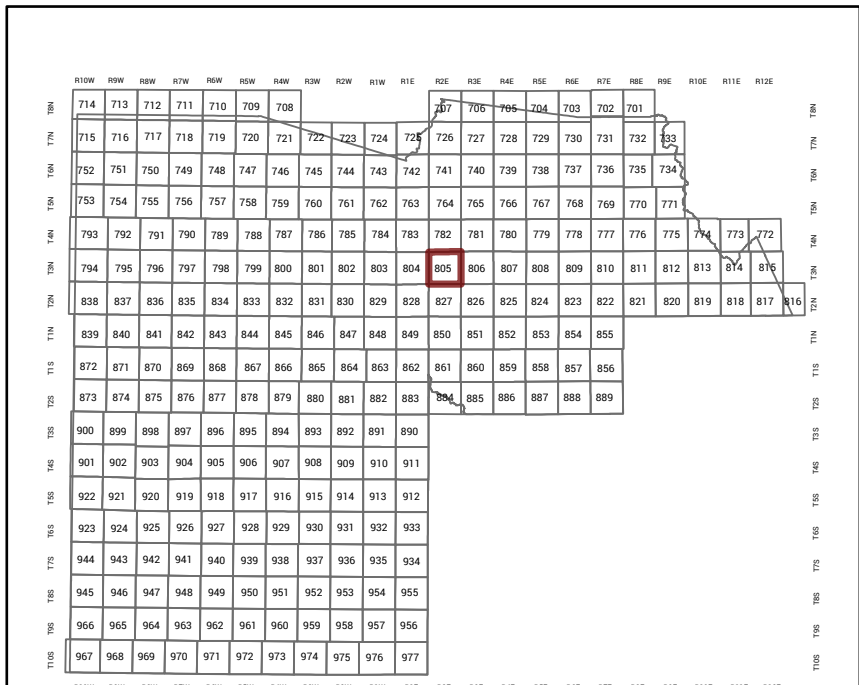 R10W R9W R8W R7W R6W R5W R4W R3W R2W R1W R1E R2E R3E R4E R5E R6E R7E R8E R9E R10E R11E R12E
T8N 714 713 712 711 710 709 708 707 706 705 704 703 702 701 T8N
T7N 715 716 717 718 719 720 721 722 723 724 725 726 727 728 729 730 731 732 733 T7N
T6N 752 751 750 749 748 747 746 745 744 743 742 741 740 739 738 737 736 735 734 T6N
T5N 753 754 755 756 757 758 759 760 761 762 763 764 765 766 767 768 769 770 771 T5N
T4N 793 792 791 790 789 788 787 786 785 784 783 782 781 780 779 778 777 776 775 774 773 772 T4N
T3N 794 795 796 797 798 799 800 801 802 803 804 805 806 807 808 809 810 811 812 813 814 815 T3N
T2N 838 837 836 835 834 833 832 831 830 829 828 827 826 825 824 823 822 821 820 819 818 817 816 T2N
T1N 839 840 841 842 843 844 845 846 847 848 849 850 851 852 853 854 855 T1N
T1S 872 871 870 869 868 867 866 865 864 863 862 861 860 859 858 857 856 T1S
T2S 873 874 875 876 877 878 879 880 881 882 883 884 885 886 887 888 889 T2S
T3S 900 899 898 897 896 895 894 893 892 891 890 T3S
T4S 901 902 903 904 905 906 907 908 909 910 911 T4S
T5S 922 921 920 919 918 917 916 915 914 913 912 T5S
T6S 923 924 925 926 927 928 929 930 931 932 933 T6S
T7S 944 943 942 941 940 939 938 937 936 935 934 T7S
T8S 945 946 947 948 949 950 951 952 953 954 955 T8S
T9S 966 965 964 963 962 961 960 959 958 957 956 T9S
T10S 967 968 969 970 971 972 973 974 975 976 977 T10S